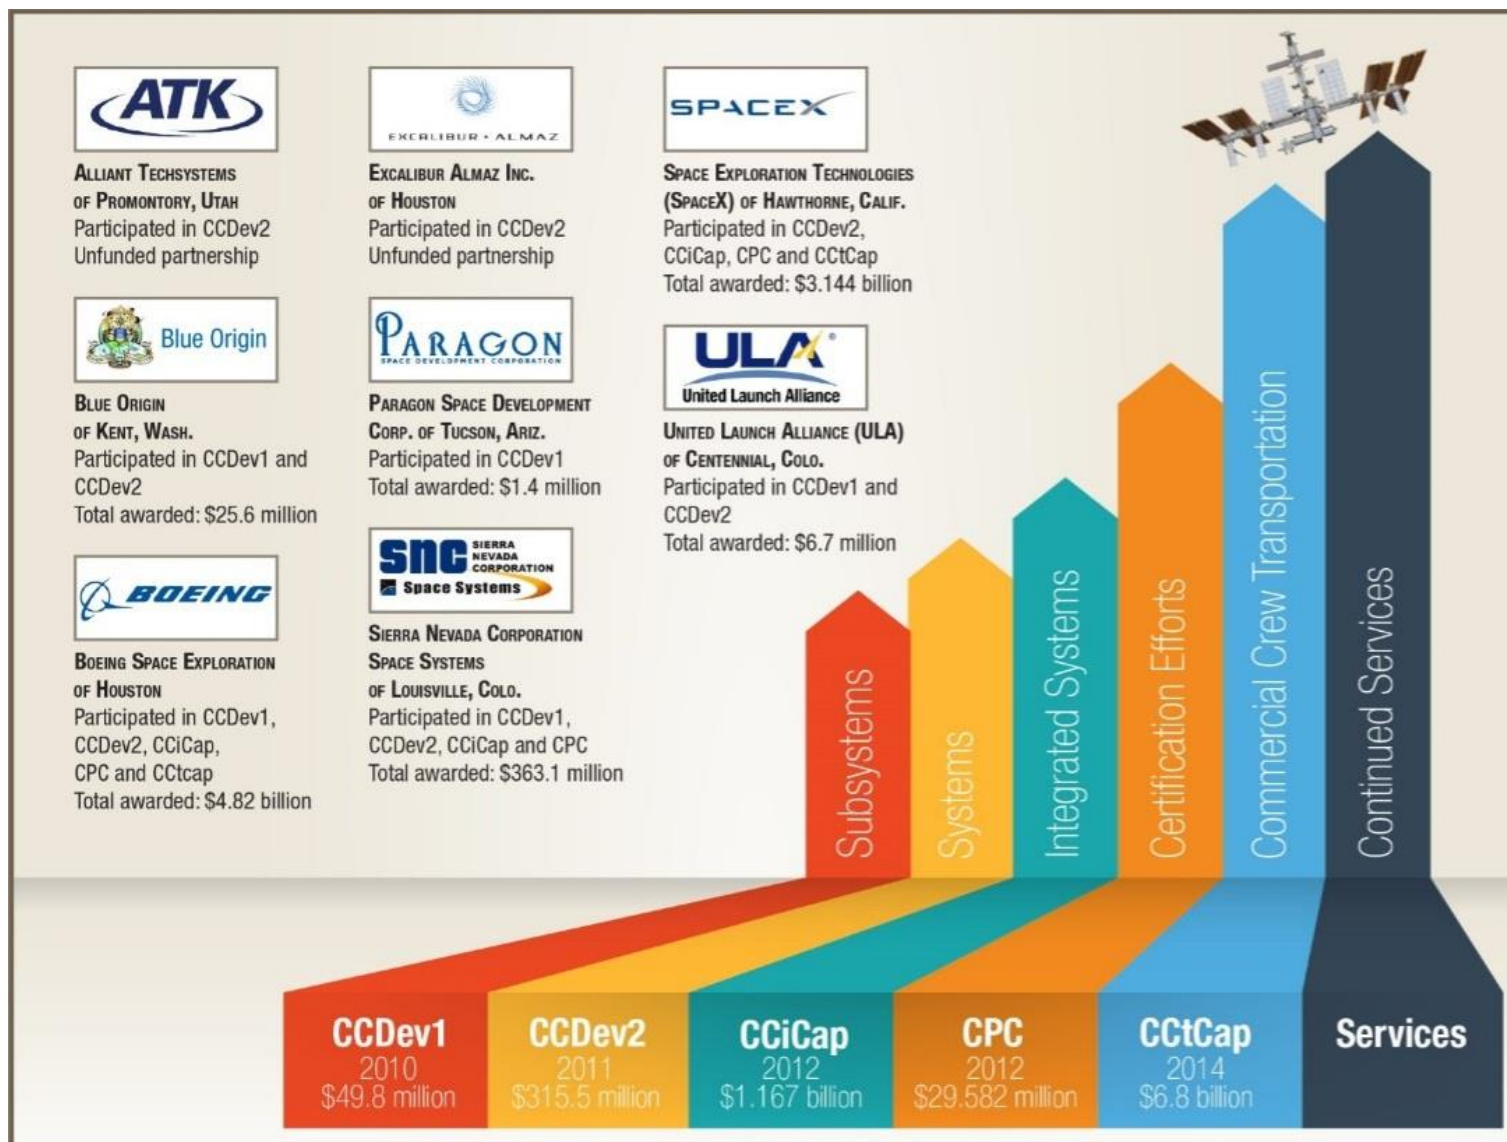 ATK
ALLIANT TECHSYSTEMS
OF PROMONTORY, UTAH
Participated in CCDev2
Unfunded partnership
Blue Origin
BLUE ORIGIN
OF KENT, WASH.
Participated in CCDev1 and
CCDev2
Total awarded: $25.6 million
BOEING
BOEING SPACE EXPLORATION
OF HOUSTON
Participated in CCDev1,
CCDev2, CCiCap,
CPC and CCtcap
Total awarded: $4.82 billion
EXCALIBUR • ALMAZ
EXCALIBUR ALMAZ INC.
OF HOUSTON
Participated in CCDev2
Unfunded partnership
PARAGON
SPACE DEVELOPMENT CORPORATION
PARAGON SPACE DEVELOPMENT
CORP. OF TUCSON, ARIZ.
Participated in CCDev1
Total awarded: $1.4 million
SNC
SIERRA
NEVADA
CORPORATION
Space Systems
SIERRA NEVADA CORPORATION
SPACE SYSTEMS
OF LOUISVILLE, COLO.
Participated in CCDev1,
CCDev2, CCiCap and CPC
Total awarded: $363.1 million
SPACEX
SPACE EXPLORATION TECHNOLOGIES
(SPACEX) OF HAWTHORNE, CALIF.
Participated in CCDev2,
CCiCap, CPC and CCtCap
Total awarded: $3.144 billion
ULA
United Launch Alliance
UNITED LAUNCH ALLIANCE (ULA)
OF CENTENNIAL, COLO.
Participated in CCDev1 and
CCDev2
Total awarded: $6.7 million
Subsystems
Systems
Integrated Systems
Certification Efforts
Commercial Crew Transportation
Continued Services
CCDev1
2010
$49.8 million
CCDev2
2011
$315.5 million
CCiCap
2012
$1.167 billion
CPC
2012
$29.582 million
CCtCap
2014
$6.8 billion
Services